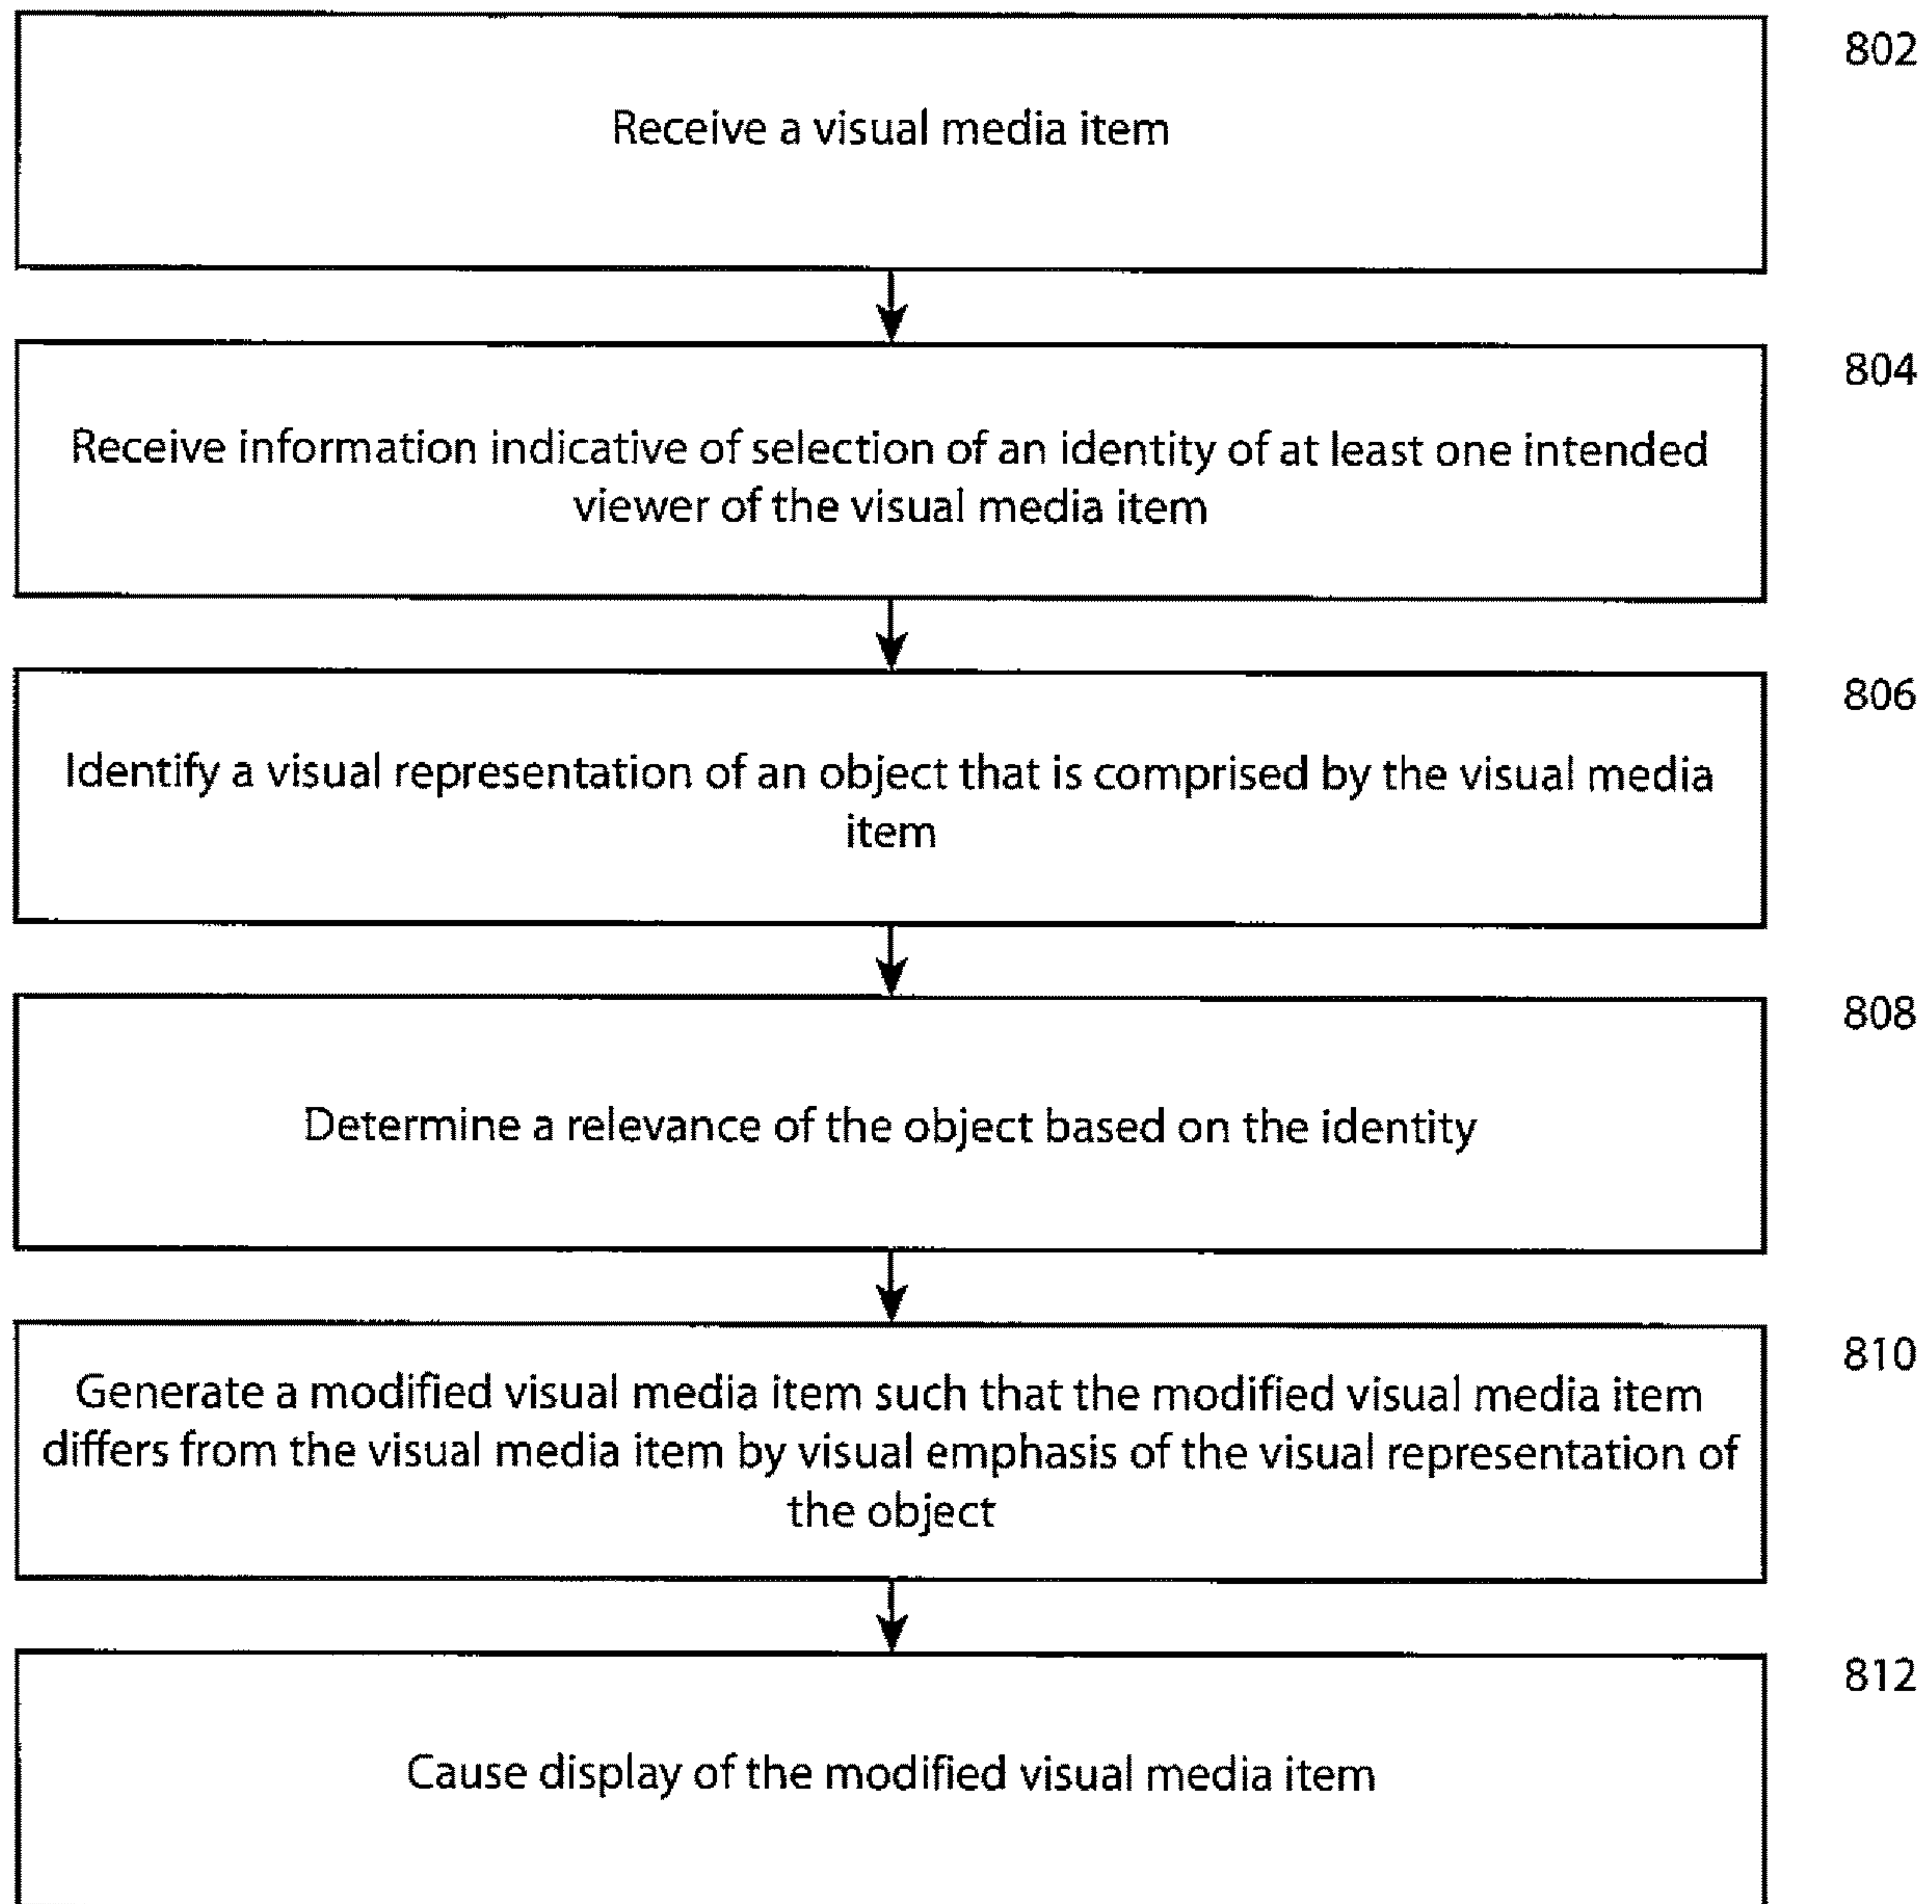 802
Receive a visual media item
804
Receive information indicative of selection of an identity of at least one intended
viewer of the visual media item
806
Identify a visual representation of an object that is comprised by the visual media
item
808
Determine a relevance of the object based on the identity
810
Generate a modified visual media item such that the modified visual media item
differs from the visual media item by visual emphasis of the visual representation of
the object
812
Cause display of the modified visual media item